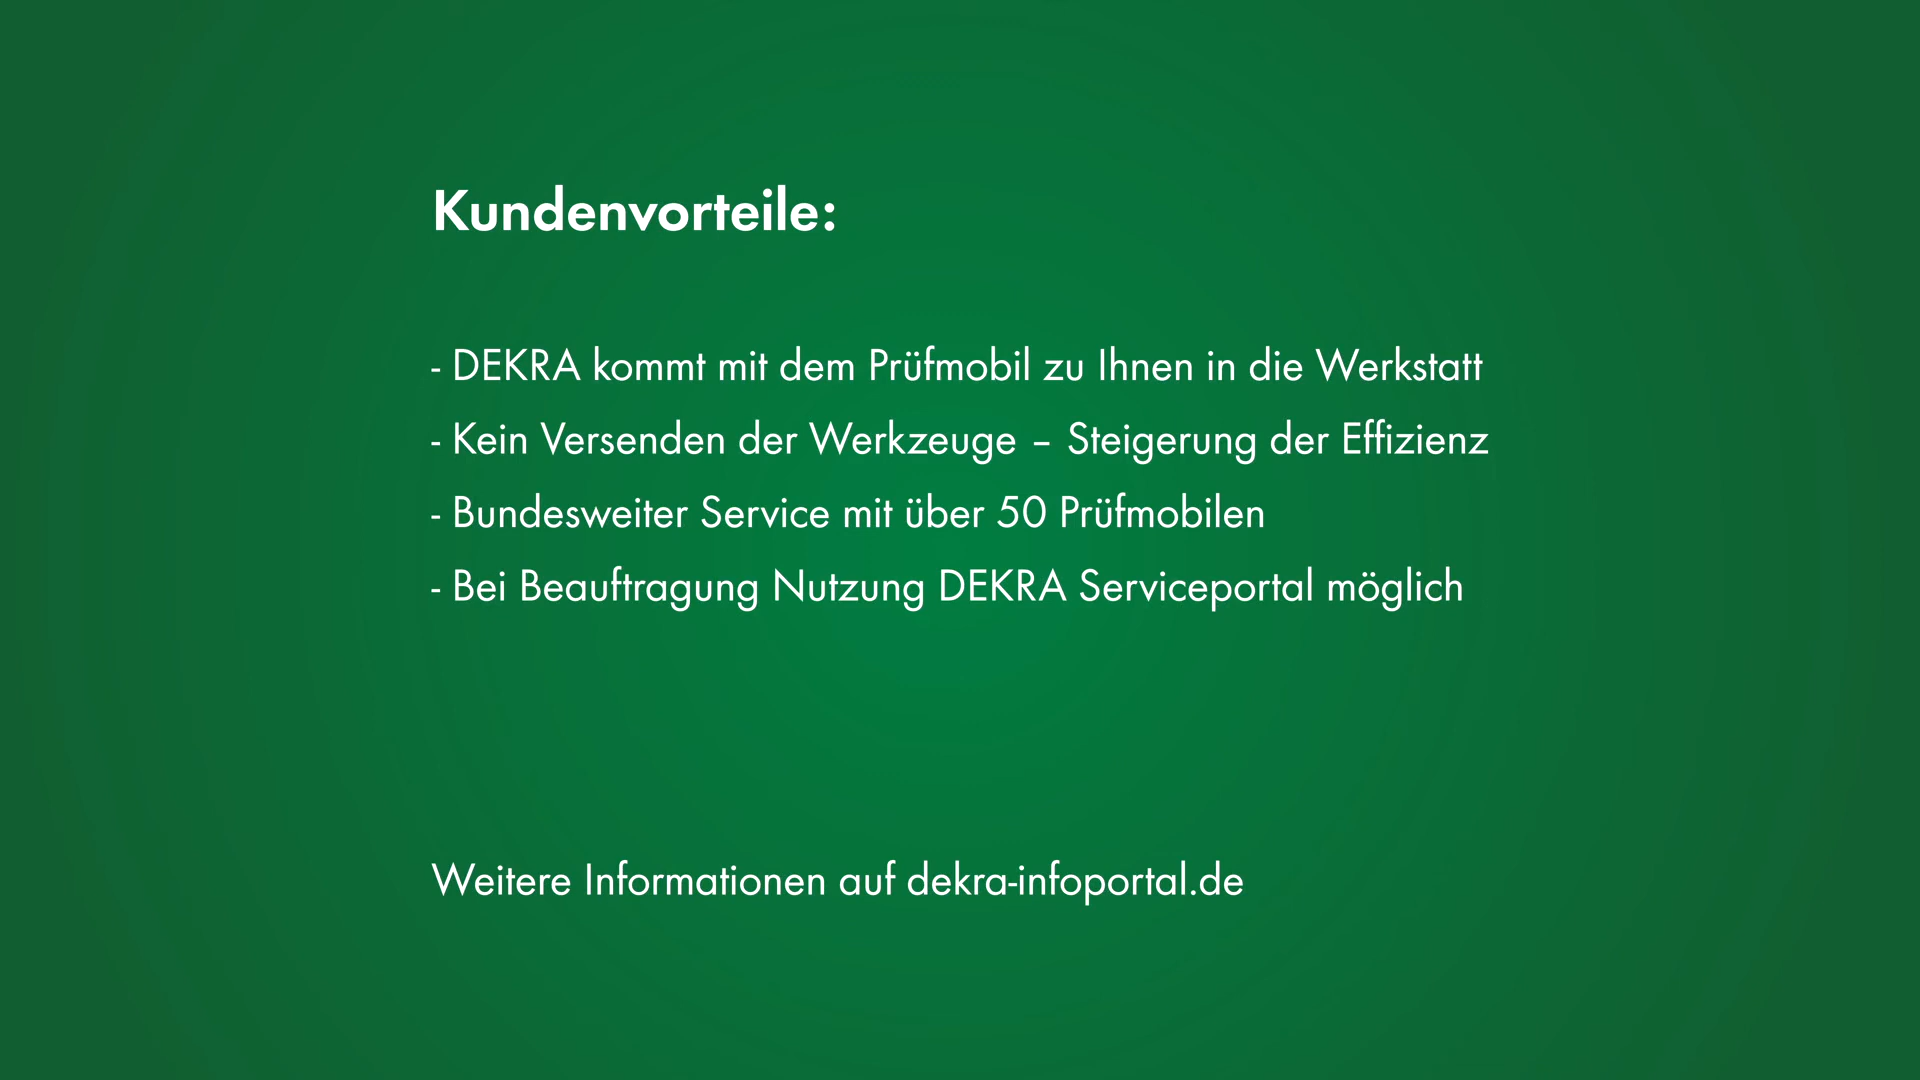 Kundenvorteile:
- DEKRA kommt mit dem Prüfmobil zu Ihnen in die Werkstatt
- Kein Versenden der Werkzeuge – Steigerung der Effizienz
- Bundesweiter Service mit über 50 Prüfmobilen
- Bei Beauftragung Nutzung DEKRA Serviceportal möglich
Weitere Informationen auf dekra-infoportal.de